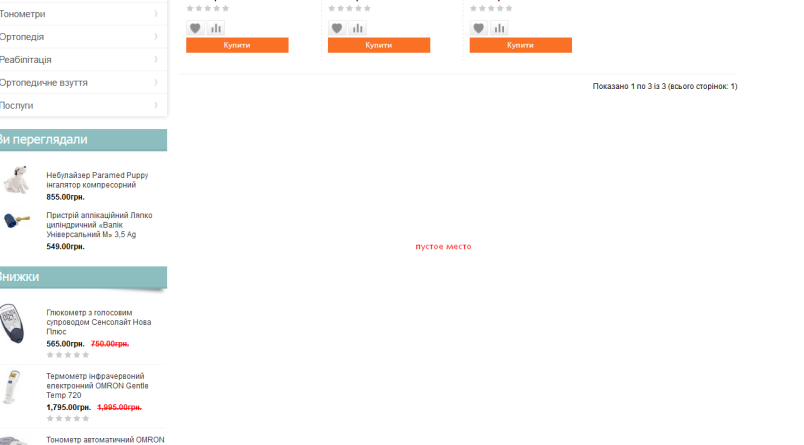 Тонометри
Ортопедія
Реабілітація
Ортопедичне взуття
Послуги
Ви переглядали
Небулайзер Paramed Puppy
інгалятор компресорний
855.00грн.
Пристрій аплікаційний Ляпко
циліндричний «Валік
Універсальний М» 3,5 Ag
549.00грн.
Знижки
Глюкометр з голосовим
супроводом Сенсолайт Нова
Плюс
565.00грн. 750.00грн.
Термометр інфрачервоний
електронний OMRON Gentle
Temp 720
1,795.00грн. 1,995.00грн.
Тонометр автоматичний OMRON
Купити Купити Купити
Показано 1 по 3 із 3 (всього сторінок: 1)
пустое место